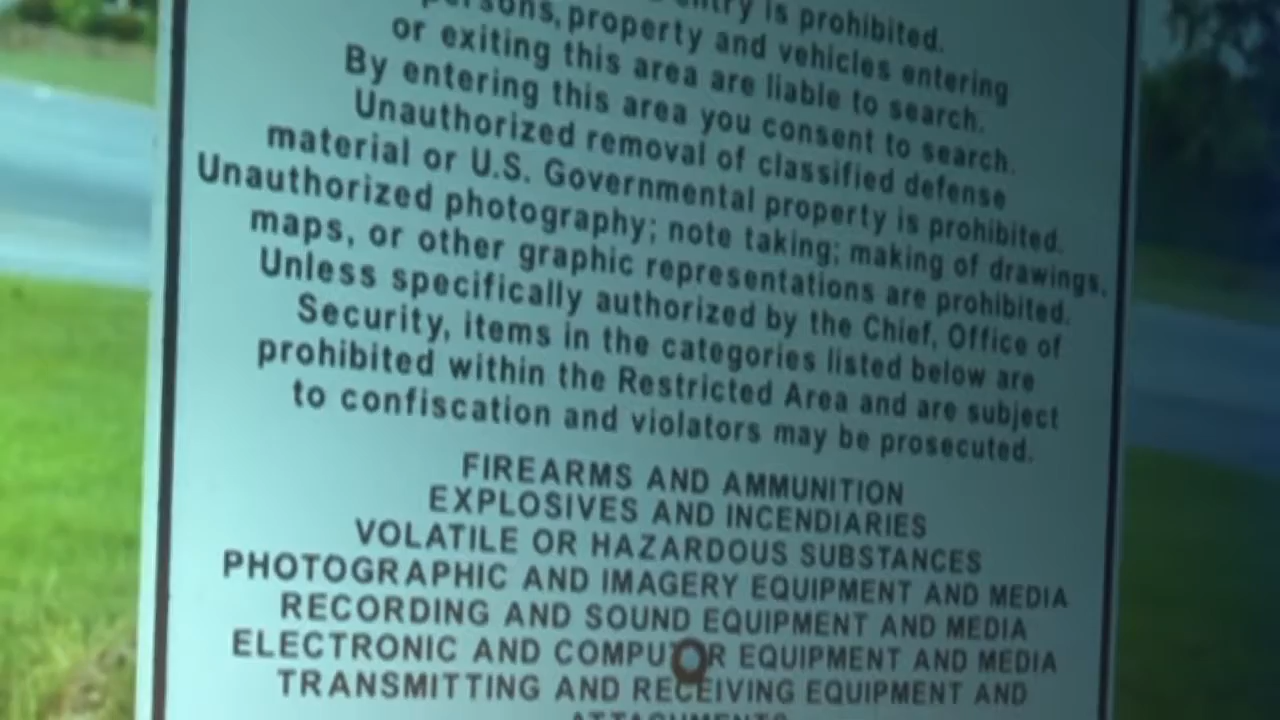 entry is prohibited.
persons, property and vehicles entering
or exiting this area are liable to search.
By entering this area you consent to search.
Unauthorized removal of classified defense
material or U.S. Governmental property is prohibited.
Unauthorized photography; note taking; making of drawings,
maps, or other graphic representations are prohibited.
Unless specifically authorized by the Chief, Office of
Security, items in the categories listed below are
prohibited within the Restricted Area and are subject
to confiscation and violators may be prosecuted.
FIREARMS AND AMMUNITION
EXPLOSIVES AND INCENDIARIES
VOLATILE OR HAZARDOUS SUBSTANCES
PHOTOGRAPHIC AND IMAGERY EQUIPMENT AND MEDIA
RECORDING AND SOUND EQUIPMENT AND MEDIA
ELECTRONIC AND COMPUTOR EQUIPMENT AND MEDIA
TRANSMITTING AND RECEIVING EQUIPMENT AND
ATTACHMENTS